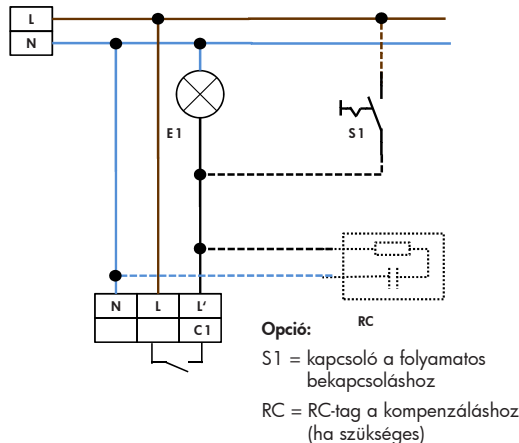 L
N
E1
S1
N L L’
C1
RC
Opció:
S1 = kapcsoló a folyamatos
bekapcsoláshoz
RC = RC-tag a kompenzáláshoz
(ha szükséges)